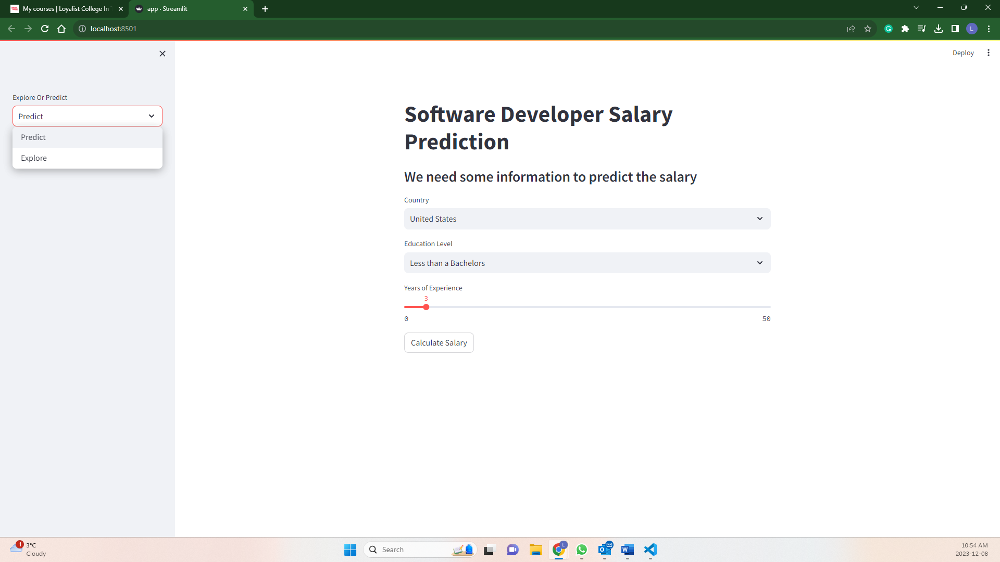 My courses | Loyalist College In
app · Streamlit
localhost:8501
L
Deploy
Explore Or Predict
Predict
Predict
Explore
Software Developer Salary
Prediction
We need some information to predict the salary
Country
United States
Education Level
Less than a Bachelors
Years of Experience
3
0
50
Calculate Salary
1
3°C
Cloudy
Search
L
10:54 AM
2023-12-08